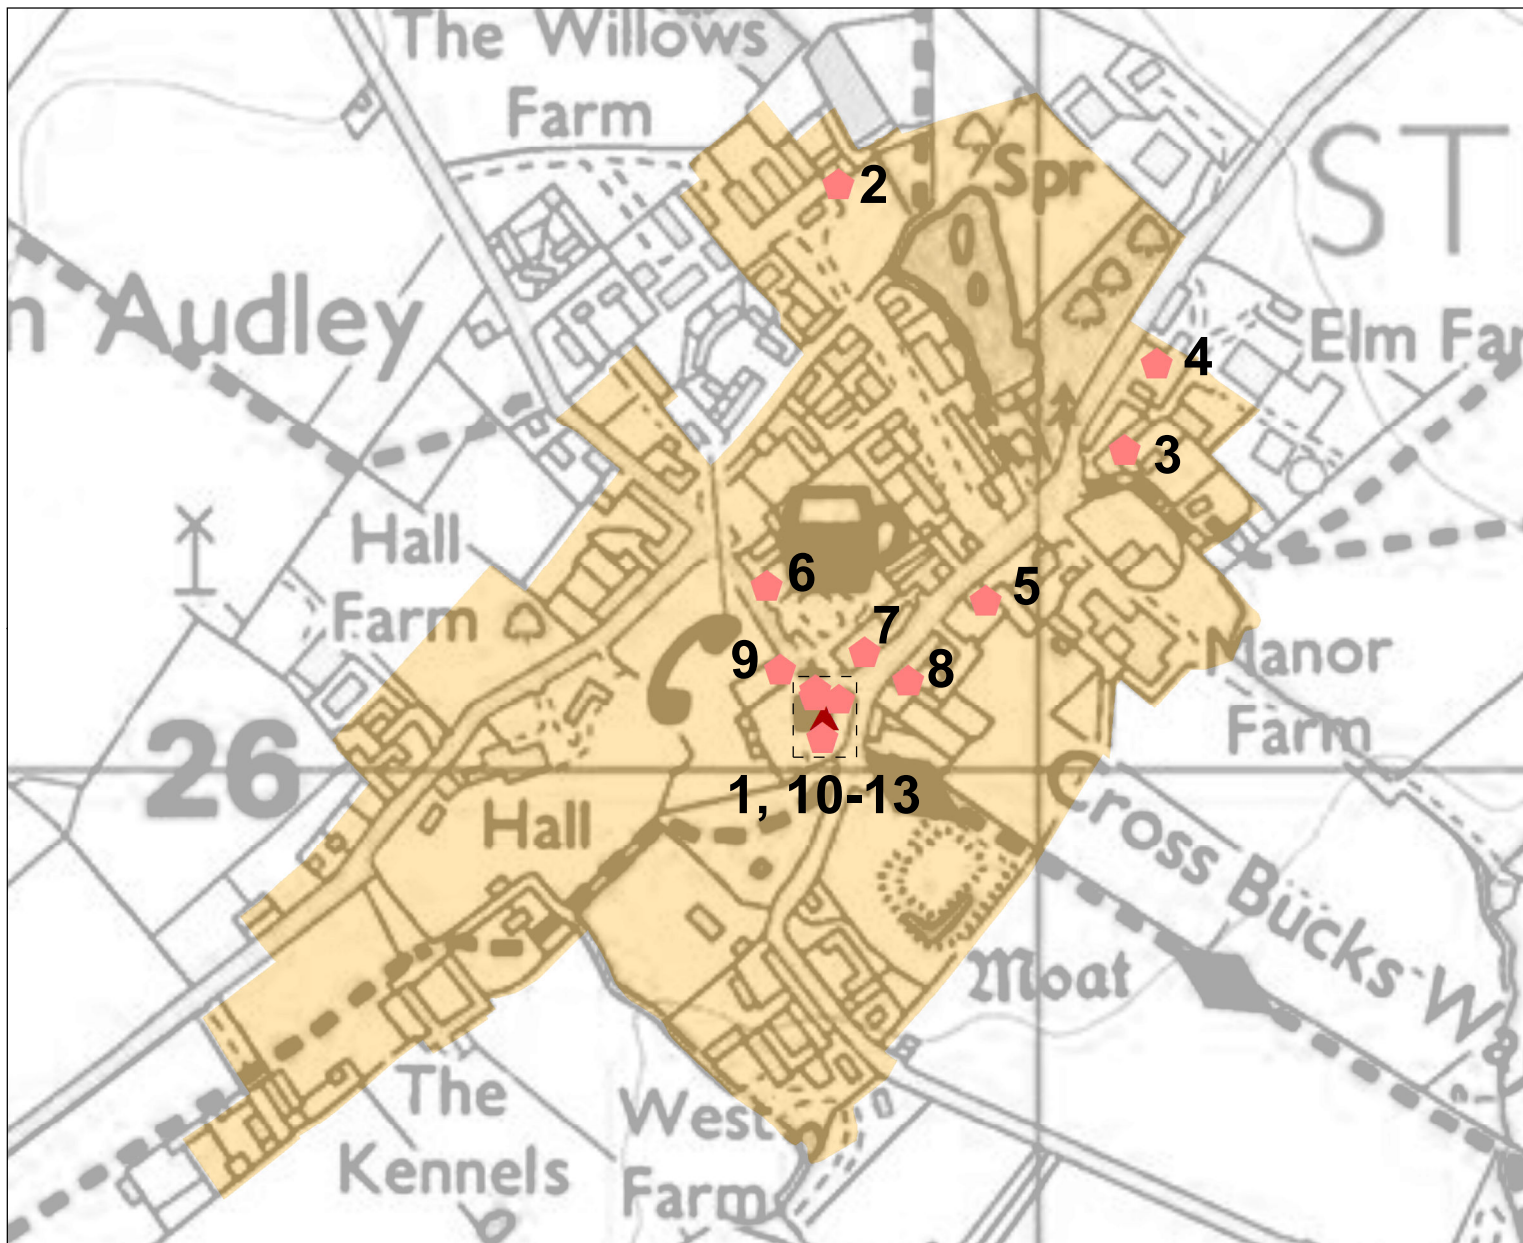 The Willows
Farm
2
Spr
ST
n Audley
Elm Far
4
3
Hall
Farm
6
5
7
9
8
Manor
Farm
26
1, 10-13
Hall
Cross Bucks Wa
Moat
The
Kennels
West
Farm